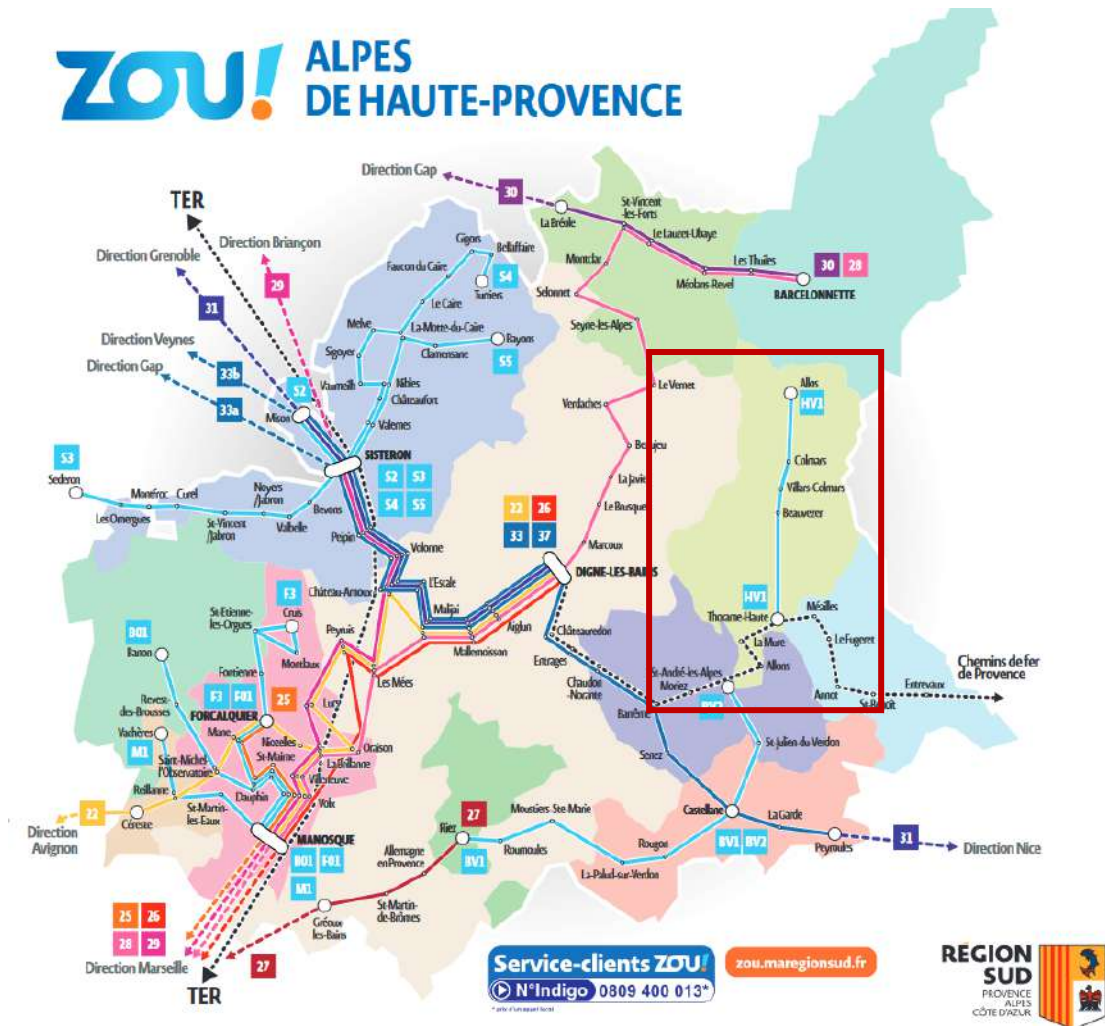 ZOU!
ALPES
DE HAUTE-PROVENCE
Direction Gap
30
La Bréole
St-Vincent
-les-Forts
Le Lauzet-Ubaye
Les Thuiles
Méolans-Revel
30 28
BARCELONNETTE
TER
Direction Briançon
Direction Grenoble
29
31
Direction Veynes
33b
Direction Gap
33a
S2
Mison
Gigors
Bellaffaire
S4
Turriers
Faucon du Caire
Le Caire
Melve
La-Motte-du-Caire
Bayons
S5
Clamensane
Sigoyer
Vaumeilh
Nibles
Châteaufort
Valernes
Montclar
Selonnet
Seyne-les-Alpes
Le Vernet
Verdaches
Beaujeu
La Javie
Le Brusquet
Marcoux
Allos
HV1
Colmars
Villars-Colmars
Beauvezer
HV1
Thorame-Haute
Méailles
Le Fugeret
La Mure
Allons
Annot
St-Benoît
Entrevaux
Chemins de fer
de Provence
SISTERON
S2 S3
S4 S5
S3
Séderon
Les Omergues
Montfroc
Curel
St-Vincent
/Jabron
Noyers
/Jabron
Valbelle
Bevons
Pepin
Volonne
L'Escale
Château-Arnoux
Malijai
Mallemoisson
Aiglun
22 26
33 37
DIGNE-LES-BAINS
Châteauredon
Entrages
Chaudon
-Norante
St-André-les-Alpes
Moriez
Barrême
BV2
St-Julien du Verdon
Senez
Castellane
BV1 BV2
La Garde
Peyroules
31
Direction Nice
F3
Cruis
St-Etienne
-les-Orgues
Montlaux
Fontienne
F3 F01
25
FORCALQUIER
B01
Banon
Revest
-des-Brousses
Vachères
M1
Saint-Michel
l'Observatoire
Reillanne
Mane
Niozelles
St-Maime
Dauphin
St-Martin
-les-Eaux
Peyruis
Les Mées
Lurs
Oraison
La Brillanne
Villeneuve
Volx
22
Céreste
Direction
Avignon
MANOSQUE
B01 F01
M1
25 26
28 29
Direction Marseille
TER
27
Gréoux
les-Bains
St-Martin
-de-Brômes
Allemagne
en Provence
27
Riez
BV1
Roumoules
Moustiers-Ste-Marie
La-Palud-sur-Verdon
Rougon
Service-clients ZOU!
N°Indigo 0809 400 013*
* prix d'un appel local
zou.maregionsud.fr
RÉGION
SUD
PROVENCE
ALPES
CÔTE D'AZUR